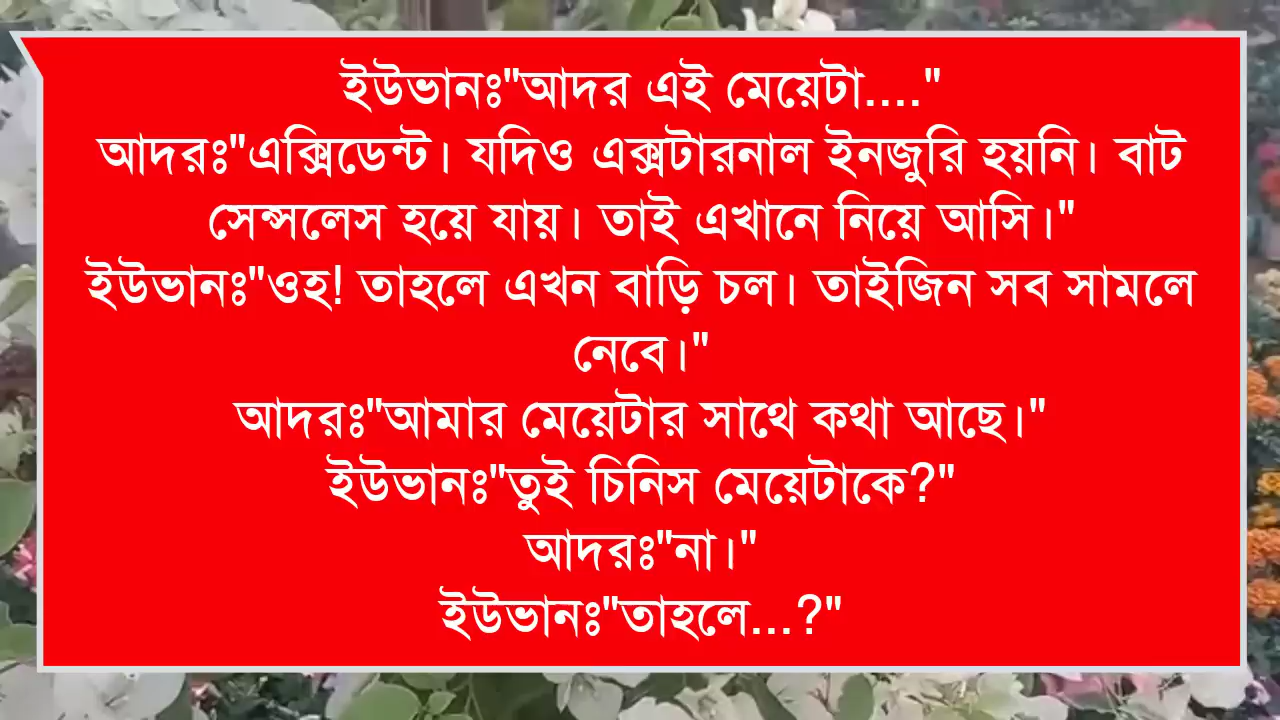 ইউভানঃ"আদর এই মেয়েটা...."
আদরঃ"এক্সিডেন্ট। যদিও এক্সটারনাল ইনজুরি হয়নি। বাট
সেন্সলেস হয়ে যায়। তাই এখানে নিয়ে আসি।"
ইউভানঃ"ওহ! তাহলে এখন বাড়ি চল। তাইজিন সব সামলে
নেবে।"
আদরঃ"আমার মেয়েটার সাথে কথা আছে।"
ইউভানঃ"তুই চিনিস মেয়েটাকে?"
আদরঃ"না।"
ইউভানঃ"তাহলে...?"